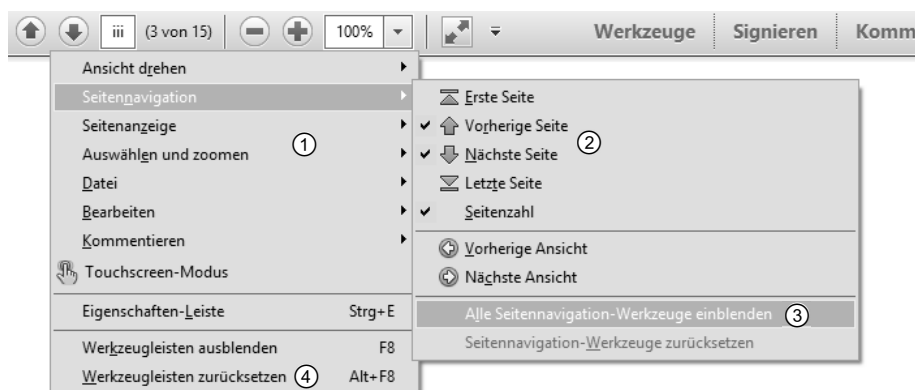 iii (3 von 15) 100% Werkzeuge Signieren Komm
Ansicht drehen
Seitennavigation
Seitenanzeige
Auswählen und zoomen 1
Datei
Bearbeiten
Kommentieren
Touchscreen-Modus
Eigenschaften-Leiste Strg+E
Werkzeugleisten ausblenden F8
Werkzeugleisten zurücksetzen 4 Alt+F8
Erste Seite
Vorherige Seite
Nächste Seite 2
Letzte Seite
Seitenzahl
Vorherige Ansicht
Nächste Ansicht
Alle Seitennavigation-Werkzeuge einblenden 3
Seitennavigation-Werkzeuge zurücksetzen